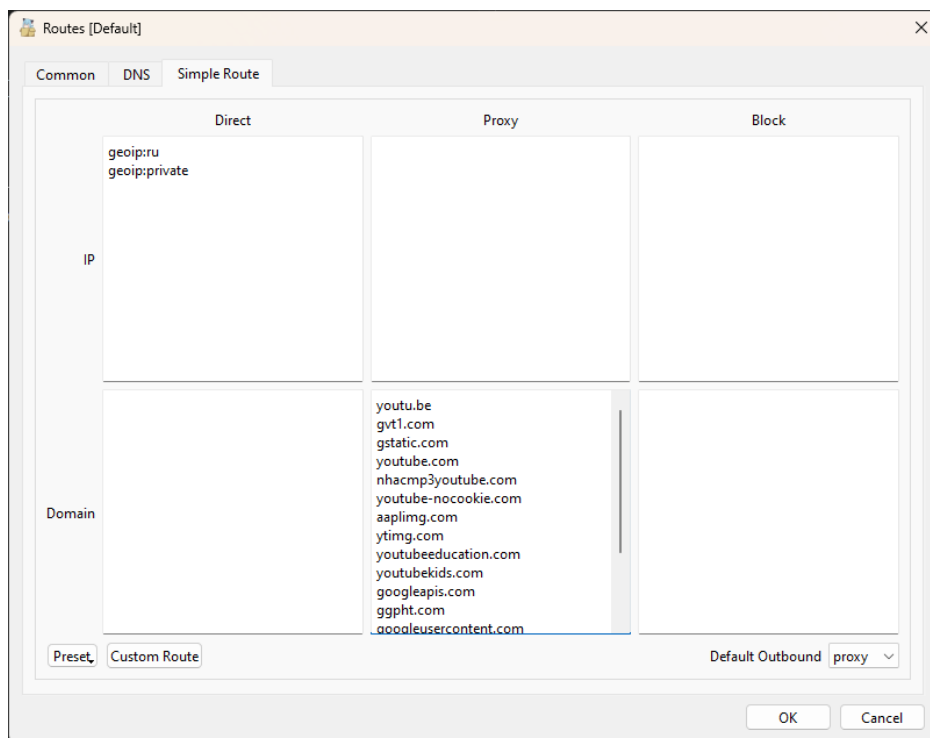 Routes [Default]
Common DNS Simple Route
Direct Proxy Block
IP
geoip:ru
geoip:private
Domain
youtu.be
gvt1.com
gstatic.com
youtube.com
nhacmp3youtube.com
youtube-nocookie.com
aaplimg.com
ytimg.com
youtubeeducation.com
youtubekids.com
googleapis.com
ggpht.com
googleusercontent.com
Preset Custom Route Default Outbound proxy
OK Cancel